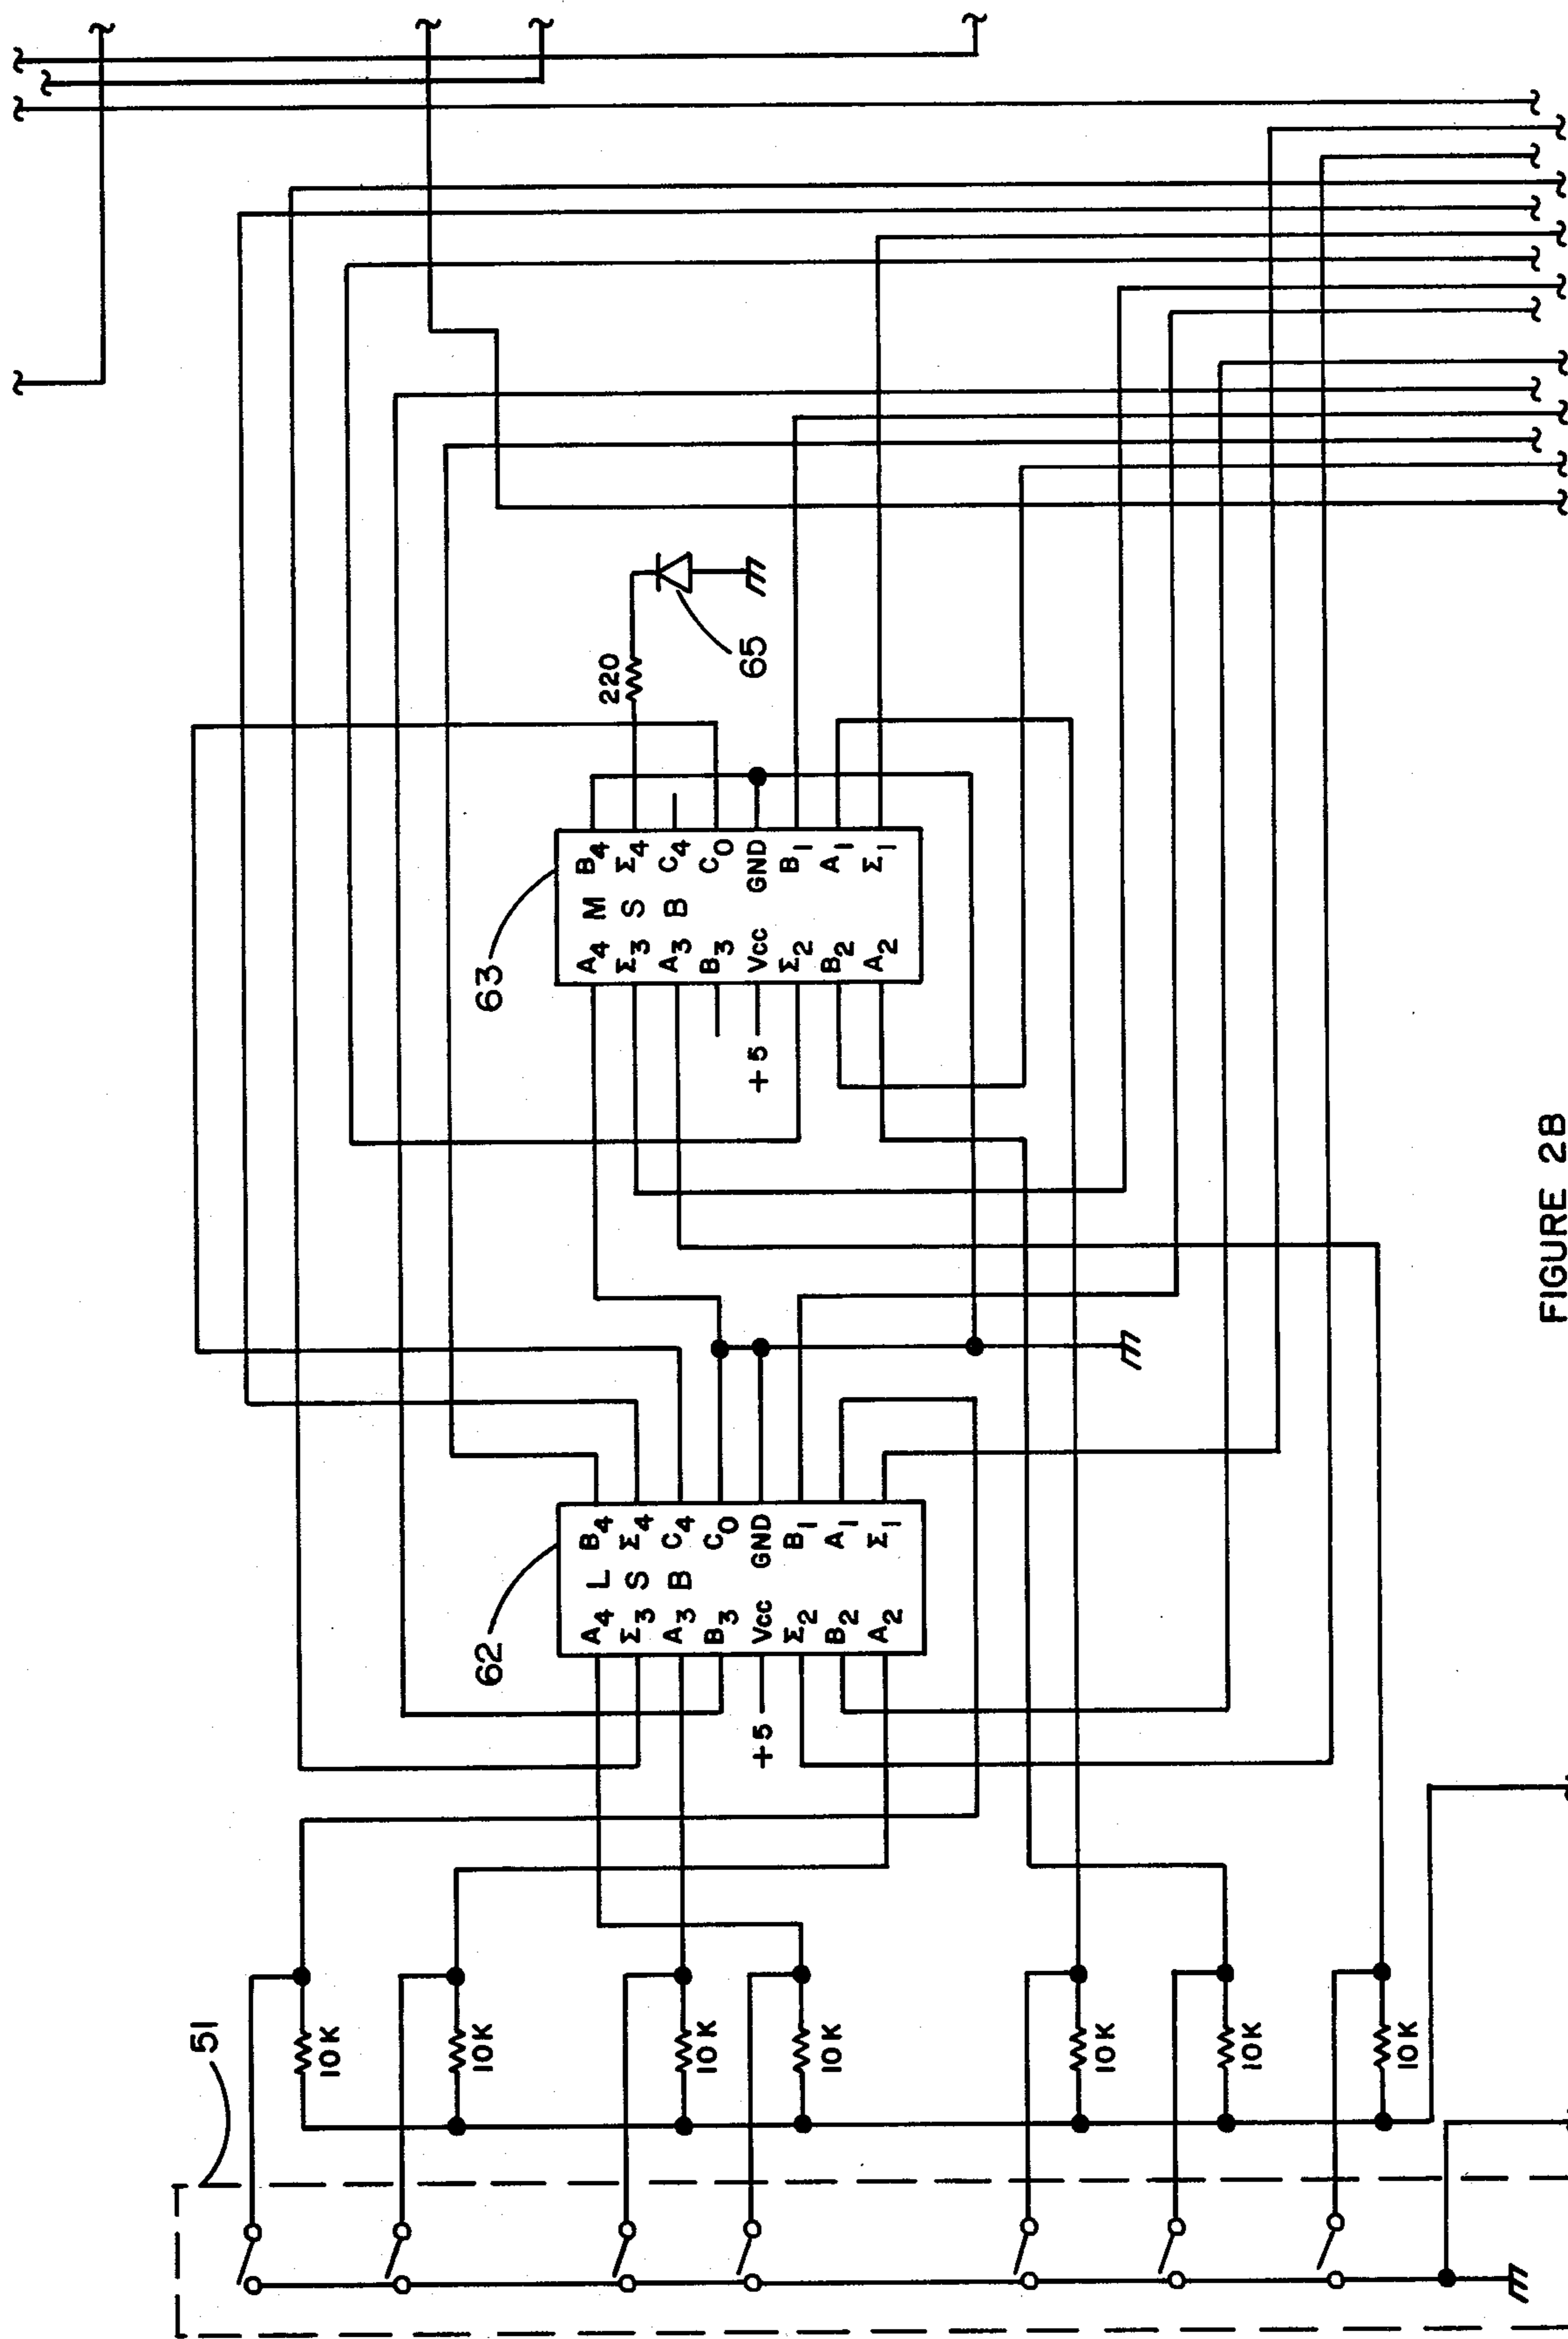 51
10K
10K
10K
10K
10K
10K
10K
62
A4 L B4
Σ3 S Σ4
A3 B C4
B3 C0
Vcc GND
Σ2 B1
B2 A1
A2 Σ1
+5
63
A4 M B4
Σ3 S Σ4
A3 B C4
B3 C0
Vcc GND
Σ2 B1
B2 A1
A2 Σ1
+5
220
65
FIGURE 2B